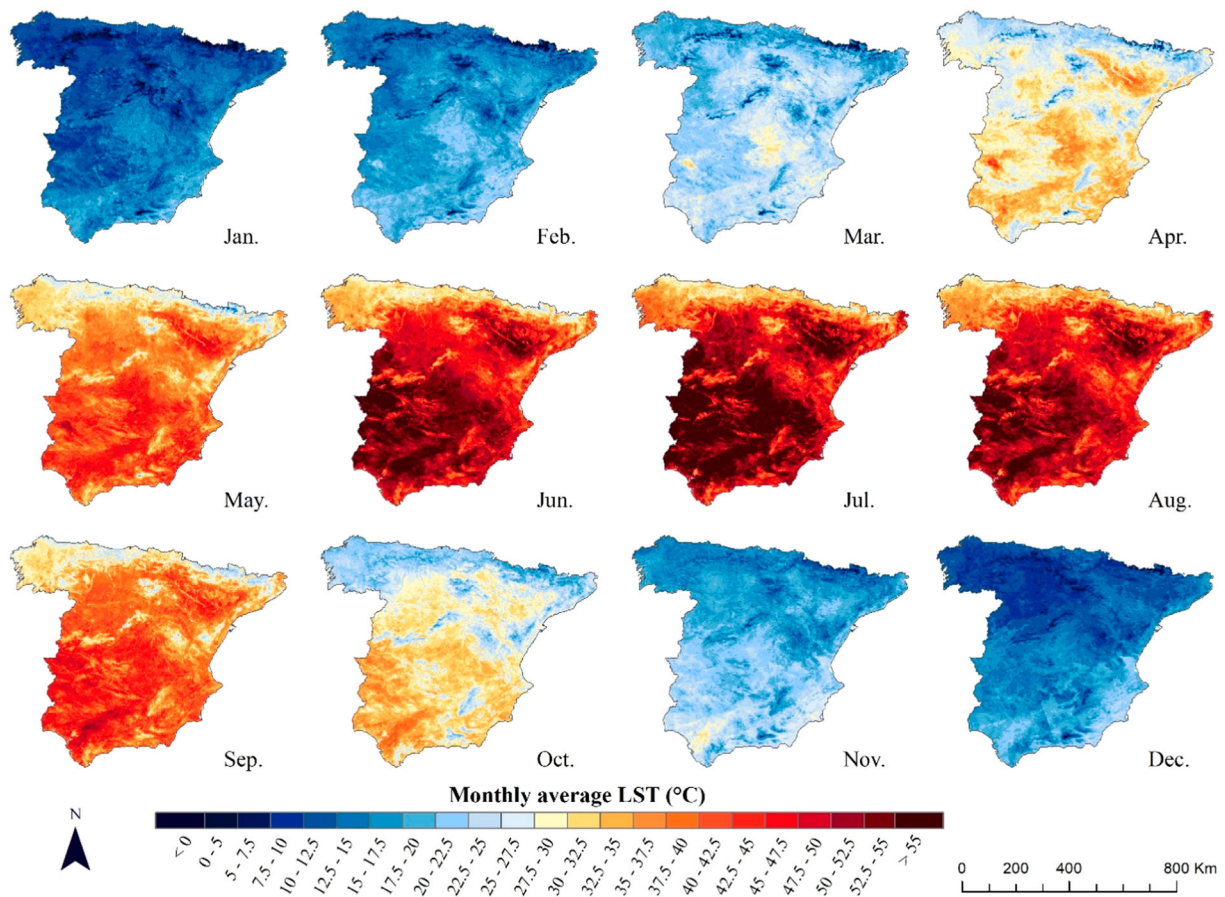 Jan.
Feb.
Mar.
Apr.
May.
Jun.
Jul.
Aug.
Sep.
Oct.
Nov.
Dec.
Monthly average LST (°C)
N
< 0
0 - 5
5 - 7.5
7.5 - 10
10 - 12.5
12.5 - 15
15 - 17.5
17.5 - 20
20 - 22.5
22.5 - 25
25 - 27.5
27.5 - 30
30 - 32.5
32.5 - 35
35 - 37.5
37.5 - 40
40 - 42.5
42.5 - 45
45 - 47.5
47.5 - 50
50 - 52.5
52.5 - 55
> 55
0 200 400 800 Km